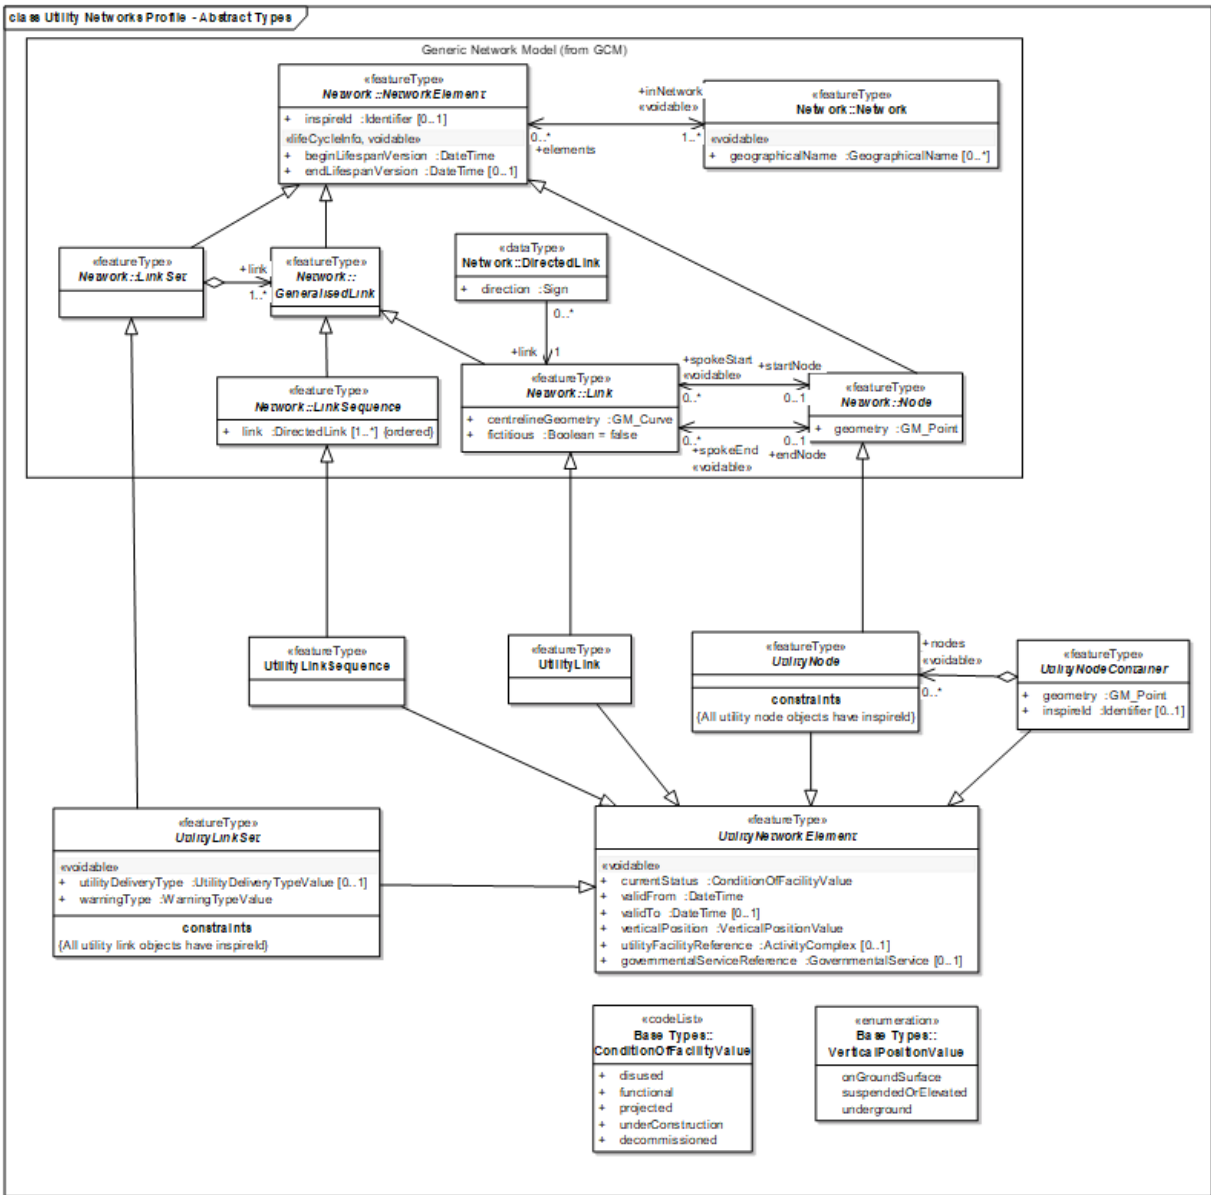 class Utility Networks Profile - Abstract Types
Generic Network Model (from GCM)
«featureType»
Network::NetworkElement
+ inspireId :Identifier [0..1]
«lifeCycleInfo, voidable»
+ beginLifespanVersion :DateTime
+ endLifespanVersion :DateTime [0..1]
+inNetwork
«voidable»
0..*
1..*
+elements
«featureType»
Network::Network
«voidable»
+ geographicalName :GeographicalName [0..*]
«featureType»
Network::LinkSet
+link
1..*
«featureType»
Network::
GeneralisedLink
«dataType»
Network::DirectedLink
+ direction :Sign
0..*
+link 1
«featureType»
Network::LinkSequence
+ link :DirectedLink [1..*] {ordered}
«featureType»
Network::Link
+ centrelineGeometry :GM_Curve
+ fictitious :Boolean = false
+spokeStart
«voidable»
+startNode
0..*
0..1
0..*
0..1
+spokeEnd
+endNode
«voidable»
«featureType»
Network::Node
+ geometry :GM_Point
«featureType»
UtilityLinkSequence
«featureType»
UtilityLink
«featureType»
UtilityNode
constraints
{All utility node objects have inspireId}
+nodes
«voidable»
0..*
«featureType»
UtilityNodeContainer
+ geometry :GM_Point
+ inspireId :Identifier [0..1]
«featureType»
UtilityLinkSet
«voidable»
+ utilityDeliveryType :UtilityDeliveryTypeValue [0..1]
+ warningType :WarningTypeValue
constraints
{All utility link objects have inspireId}
«featureType»
UtilityNetworkElement
«voidable»
+ currentStatus :ConditionOfFacilityValue
+ validFrom :DateTime
+ validTo :DateTime [0..1]
+ verticalPosition :VerticalPositionValue
+ utilityFacilityReference :ActivityComplex [0..1]
+ governmentalServiceReference :GovernmentalService [0..1]
«codeList»
Base Types::
ConditionOfFacilityValue
+ disused
+ functional
+ projected
+ underConstruction
+ decommissioned
«enumeration»
Base Types::
VerticalPositionValue
onGroundSurface
suspendedOrElevated
underground